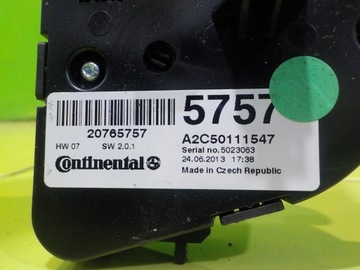 5757
20765757
A2C50111547
HW 07 SW 2.0.1
Serial no.5023063
24.06.2013 17:38
Continental
Made in Czech Republic